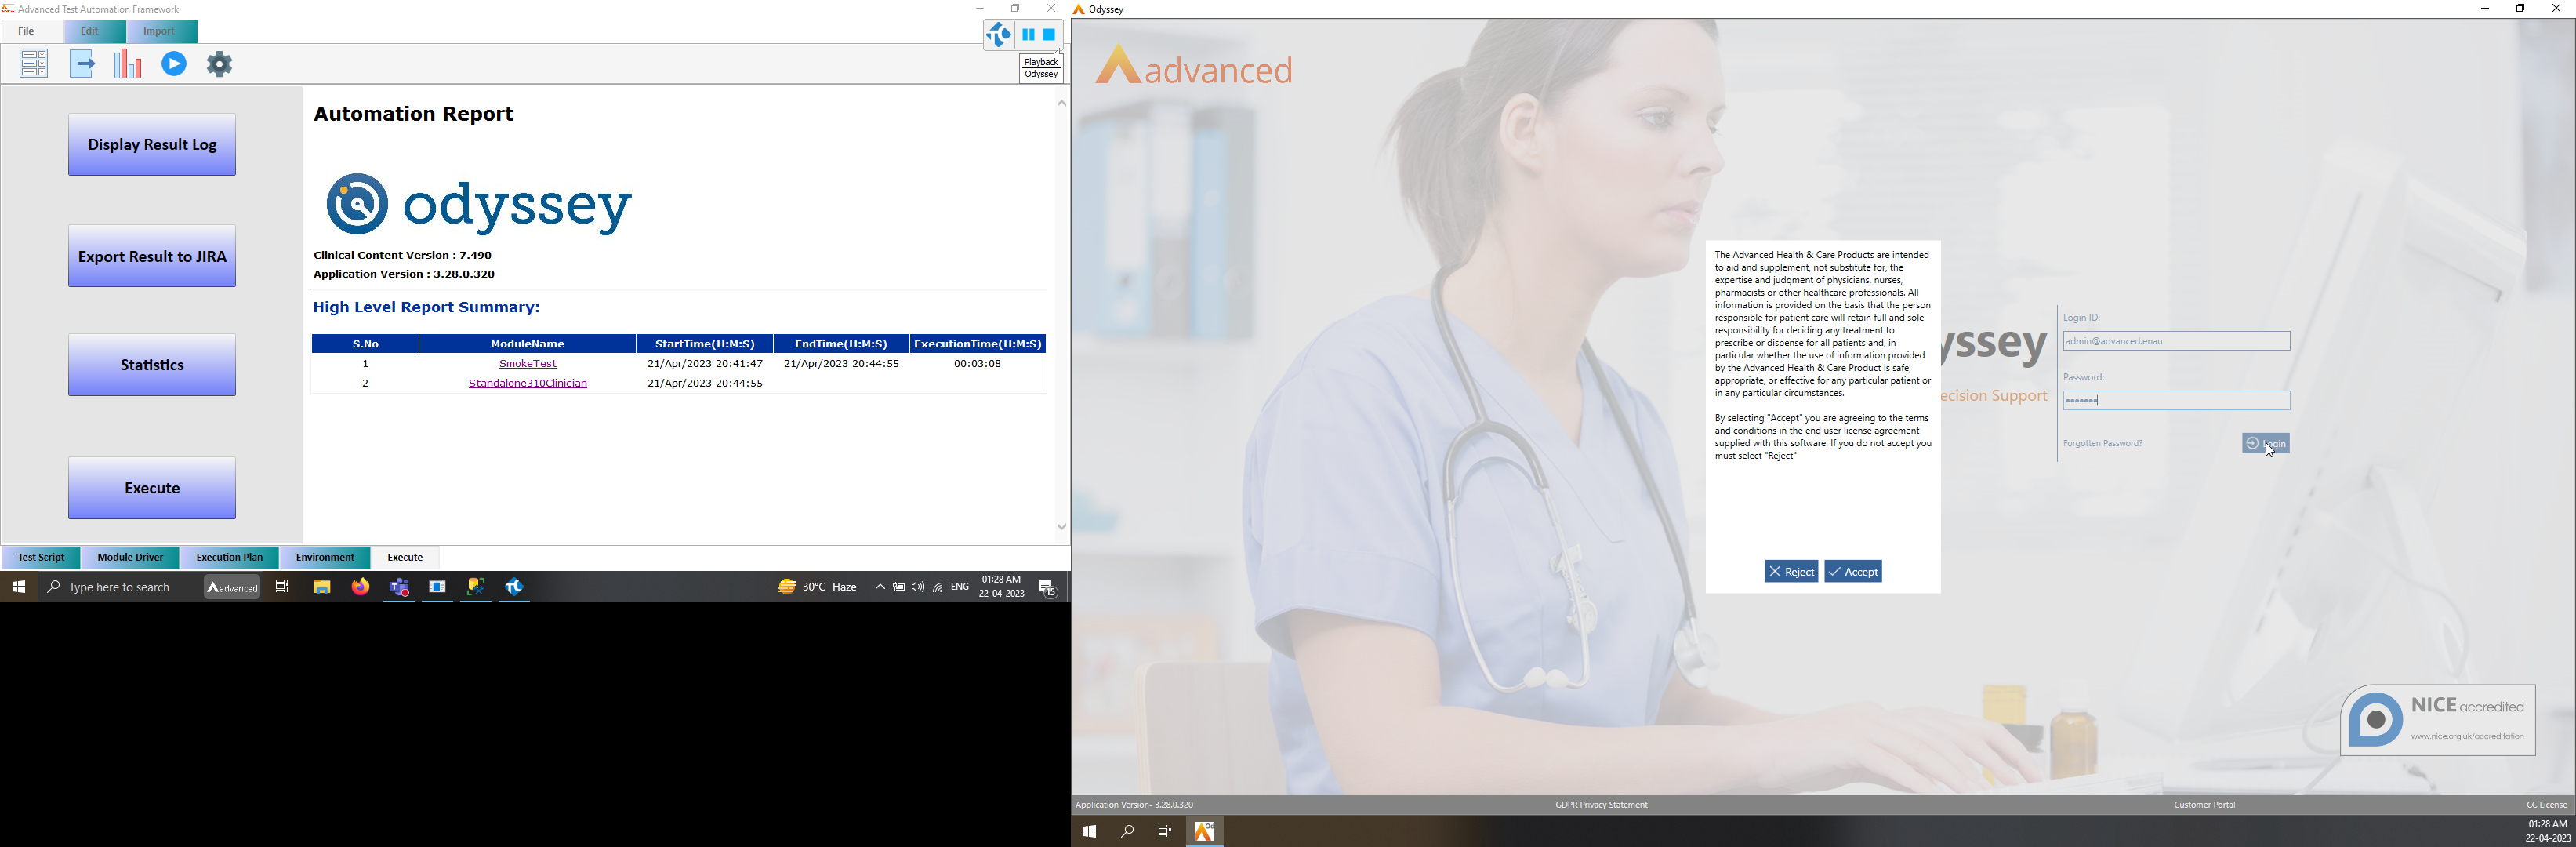 Advanced Test Automation Framework
File Edit Import
Playback
Odyssey
Display Result Log
Export Result to JIRA
Statistics
Execute
Automation Report
odyssey
Clinical Content Version : 7.490
Application Version : 3.28.0.320
High Level Report Summary:
S.No ModuleName StartTime(H:M:S) EndTime(H:M:S) ExecutionTime(H:M:S)
1 SmokeTest 21/Apr/2023 20:41:47 21/Apr/2023 20:44:55 00:03:08
2 Standalone310Clinician 21/Apr/2023 20:44:55
Test Script Module Driver Execution Plan Environment Execute
Type here to search
advanced
30°C Haze
ENG
01:28 AM
22-04-2023
15
Odyssey
advanced
The Advanced Health & Care Products are intended
to aid and supplement, not substitute for, the
expertise and judgment of physicians, nurses,
pharmacists or other healthcare professionals. All
information is provided on the basis that the person
responsible for patient care will retain full and sole
responsibility for deciding any treatment to
prescribe or dispense for all patients and, in
particular whether the use of information provided
by the Advanced Health & Care Product is safe,
appropriate, or effective for any particular patient or
in any particular circumstances.
By selecting "Accept" you are agreeing to the terms
and conditions in the end user license agreement
supplied with this software. If you do not accept you
must select "Reject"
Reject Accept
yssey
ecision Support
Login ID:
admin@advanced.enau
Password:
Forgotten Password?
Login
NICE accredited
www.nice.org.uk/accreditation
Application Version- 3.28.0.320 GDPR Privacy Statement Customer Portal CC License
01:28 AM
22-04-2023